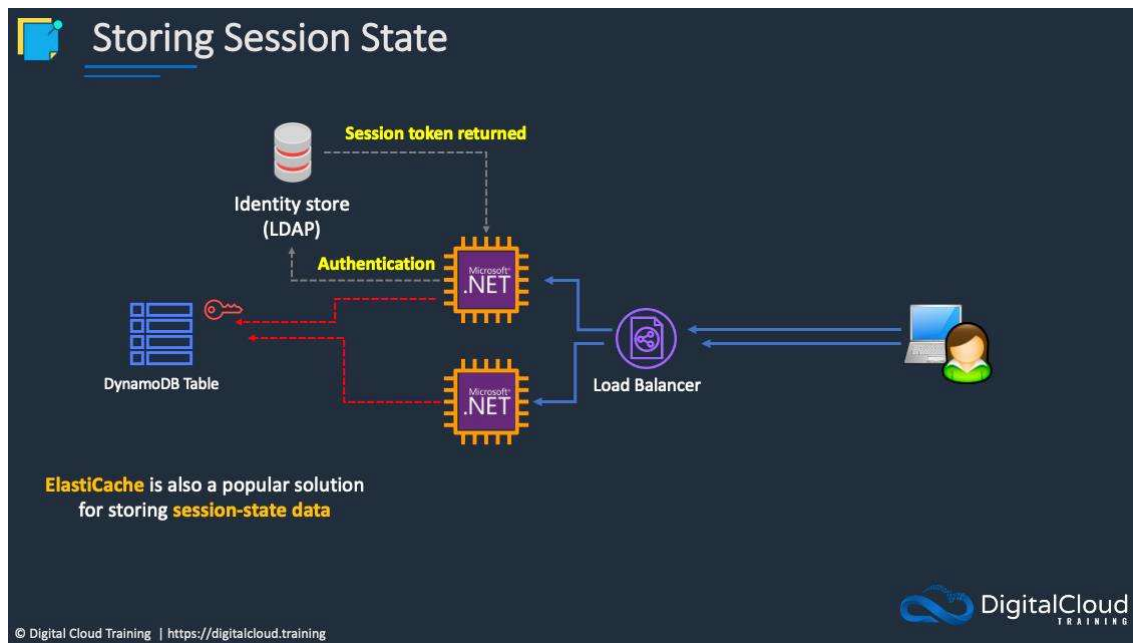 Storing Session State
Session token returned
Identity store
(LDAP)
Authentication
Microsoft®
.NET
DynamoDB Table
Load Balancer
Microsoft®
.NET
ElastiCache is also a popular solution
for storing session-state data
DigitalCloud
TRAINING
© Digital Cloud Training | https://digitalcloud.training